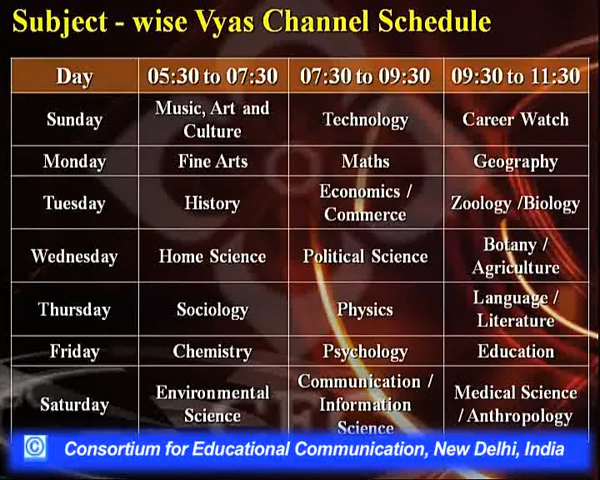 Subject - wise Vyas Channel Schedule
Day 05:30 to 07:30 07:30 to 09:30 09:30 to 11:30
Sunday Music, Art and Culture Technology Career Watch
Monday Fine Arts Maths Geography
Tuesday History Economics / Commerce Zoology /Biology
Wednesday Home Science Political Science Botany / Agriculture
Thursday Sociology Physics Language / Literature
Friday Chemistry Psychology Education
Saturday Environmental Science Communication / Information Science Medical Science / Anthropology
© Consortium for Educational Communication, New Delhi, India